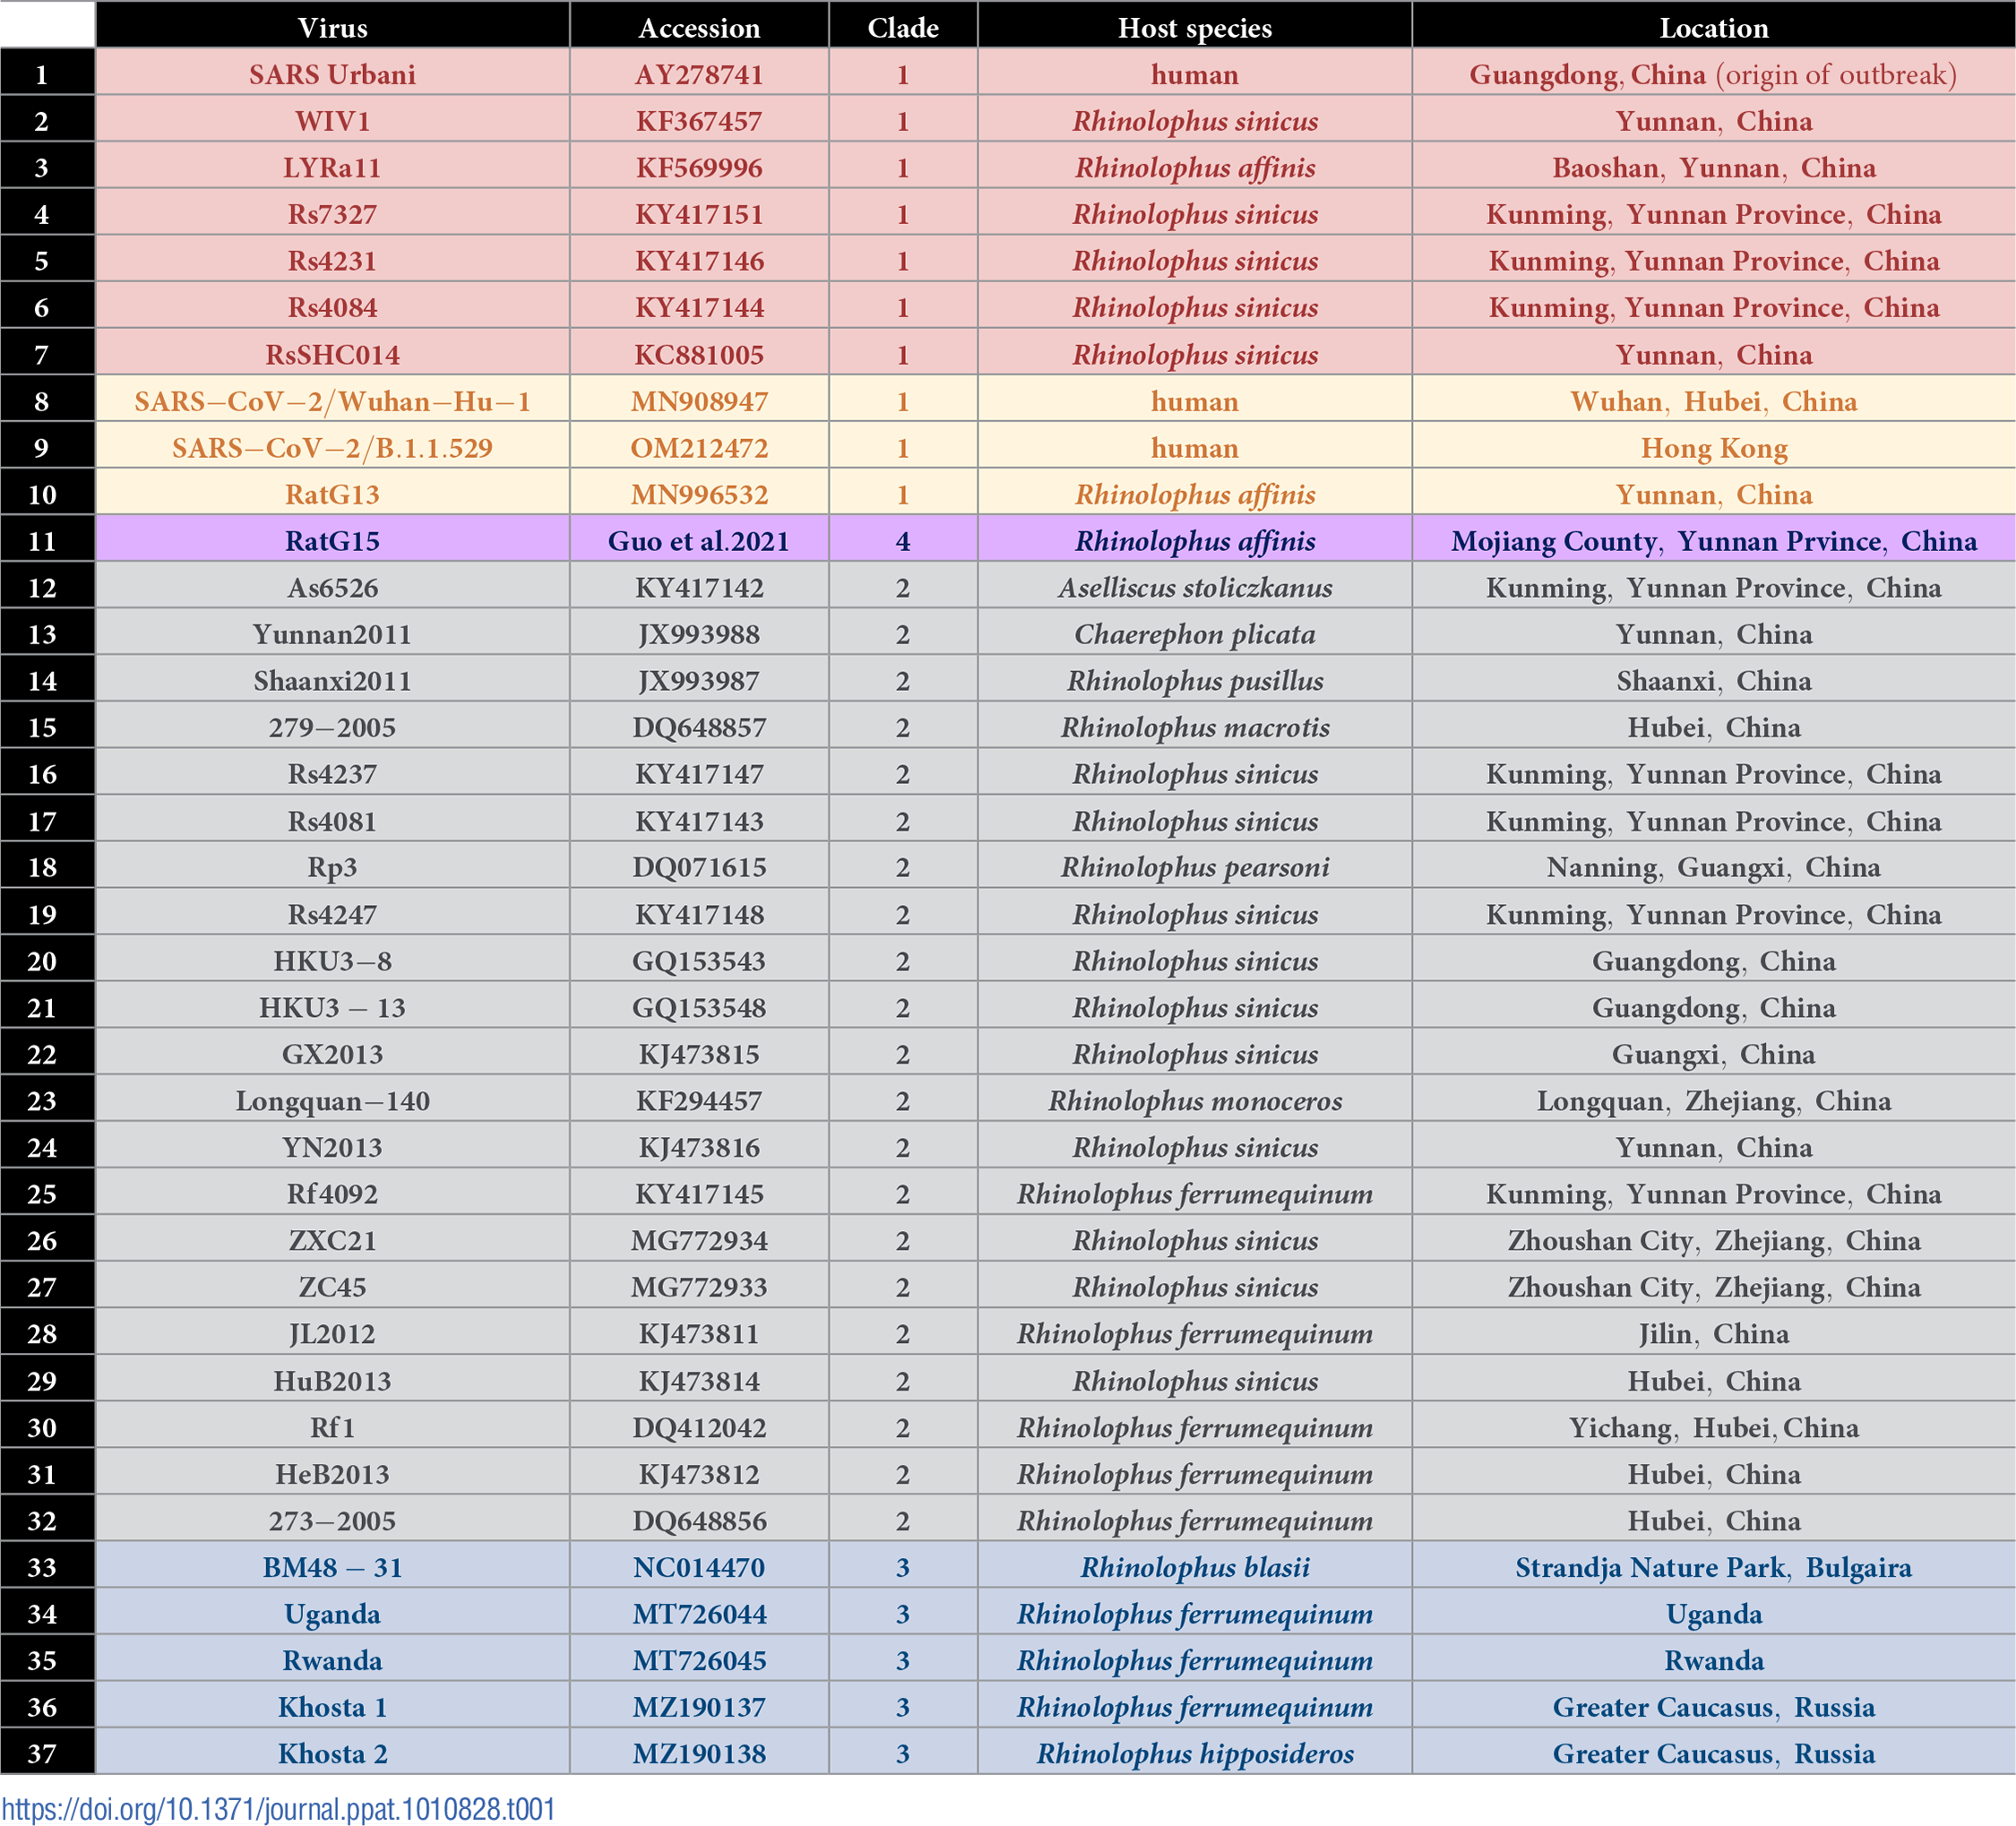 Virus Accession Clade Host species Location
1 SARS Urbani AY278741 1 human Guangdong, China (origin of outbreak)
2 WIV1 KF367457 1 Rhinolophus sinicus Yunnan, China
3 LYRa11 KF569996 1 Rhinolophus affinis Baoshan, Yunnan, China
4 Rs7327 KY417151 1 Rhinolophus sinicus Kunming, Yunnan Province, China
5 Rs4231 KY417146 1 Rhinolophus sinicus Kunming, Yunnan Province, China
6 Rs4084 KY417144 1 Rhinolophus sinicus Kunming, Yunnan Province, China
7 RsSHC014 KC881005 1 Rhinolophus sinicus Yunnan, China
8 SARS−CoV−2/Wuhan−Hu−1 MN908947 1 human Wuhan, Hubei, China
9 SARS−CoV−2/B.1.1.529 OM212472 1 human Hong Kong
10 RatG13 MN996532 1 Rhinolophus affinis Yunnan, China
11 RatG15 Guo et al.2021 4 Rhinolophus affinis Mojiang County, Yunnan Prvince, China
12 As6526 KY417142 2 Aselliscus stoliczkanus Kunming, Yunnan Province, China
13 Yunnan2011 JX993988 2 Chaerephon plicata Yunnan, China
14 Shaanxi2011 JX993987 2 Rhinolophus pusillus Shaanxi, China
15 279−2005 DQ648857 2 Rhinolophus macrotis Hubei, China
16 Rs4237 KY417147 2 Rhinolophus sinicus Kunming, Yunnan Province, China
17 Rs4081 KY417143 2 Rhinolophus sinicus Kunming, Yunnan Province, China
18 Rp3 DQ071615 2 Rhinolophus pearsoni Nanning, Guangxi, China
19 Rs4247 KY417148 2 Rhinolophus sinicus Kunming, Yunnan Province, China
20 HKU3−8 GQ153543 2 Rhinolophus sinicus Guangdong, China
21 HKU3 − 13 GQ153548 2 Rhinolophus sinicus Guangdong, China
22 GX2013 KJ473815 2 Rhinolophus sinicus Guangxi, China
23 Longquan−140 KF294457 2 Rhinolophus monoceros Longquan, Zhejiang, China
24 YN2013 KJ473816 2 Rhinolophus sinicus Yunnan, China
25 Rf4092 KY417145 2 Rhinolophus ferrumequinum Kunming, Yunnan Province, China
26 ZXC21 MG772934 2 Rhinolophus sinicus Zhoushan City, Zhejiang, China
27 ZC45 MG772933 2 Rhinolophus sinicus Zhoushan City, Zhejiang, China
28 JL2012 KJ473811 2 Rhinolophus ferrumequinum Jilin, China
29 HuB2013 KJ473814 2 Rhinolophus sinicus Hubei, China
30 Rf1 DQ412042 2 Rhinolophus ferrumequinum Yichang, Hubei, China
31 HeB2013 KJ473812 2 Rhinolophus ferrumequinum Hubei, China
32 273−2005 DQ648856 2 Rhinolophus ferrumequinum Hubei, China
33 BM48 − 31 NC014470 3 Rhinolophus blasii Strandja Nature Park, Bulgaira
34 Uganda MT726044 3 Rhinolophus ferrumequinum Uganda
35 Rwanda MT726045 3 Rhinolophus ferrumequinum Rwanda
36 Khosta 1 MZ190137 3 Rhinolophus ferrumequinum Greater Caucasus, Russia
37 Khosta 2 MZ190138 3 Rhinolophus hipposideros Greater Caucasus, Russia
https://doi.org/10.1371/journal.ppat.1010828.t001